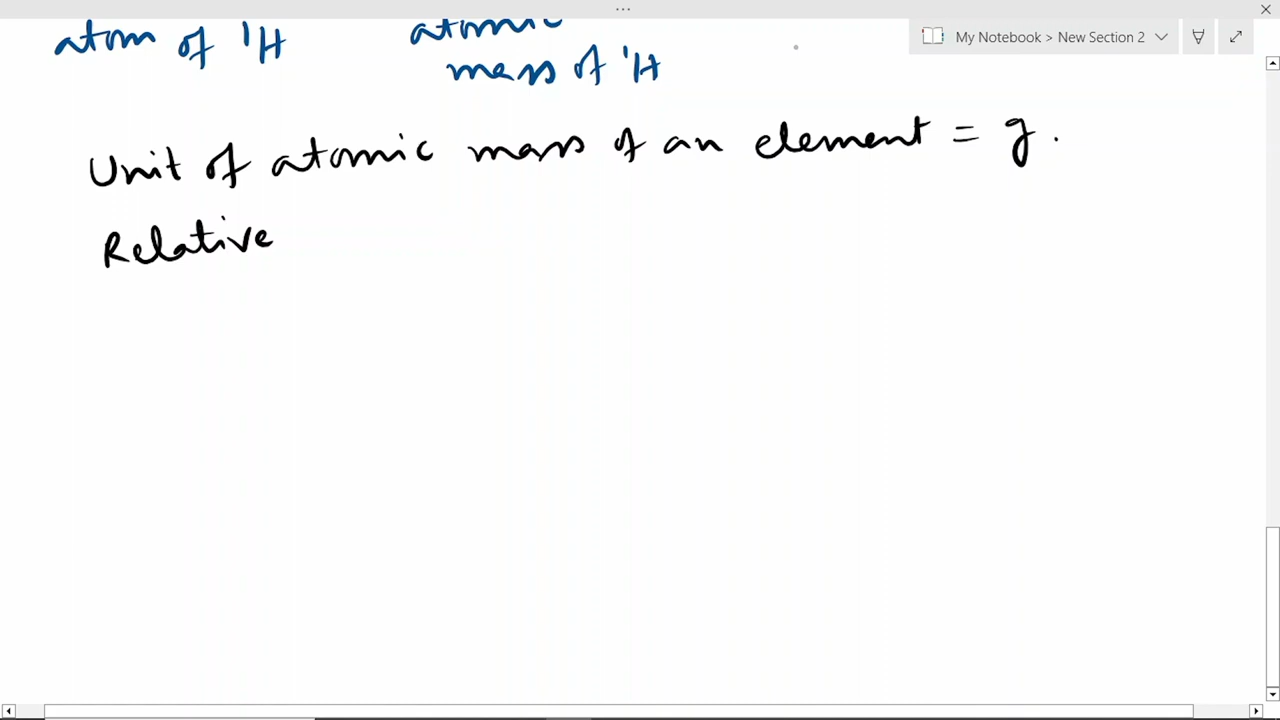 My Notebook > New Section 2
atom of ¹H atomic
mass of ¹H
Unit of atomic mass of an element = g.
Relative